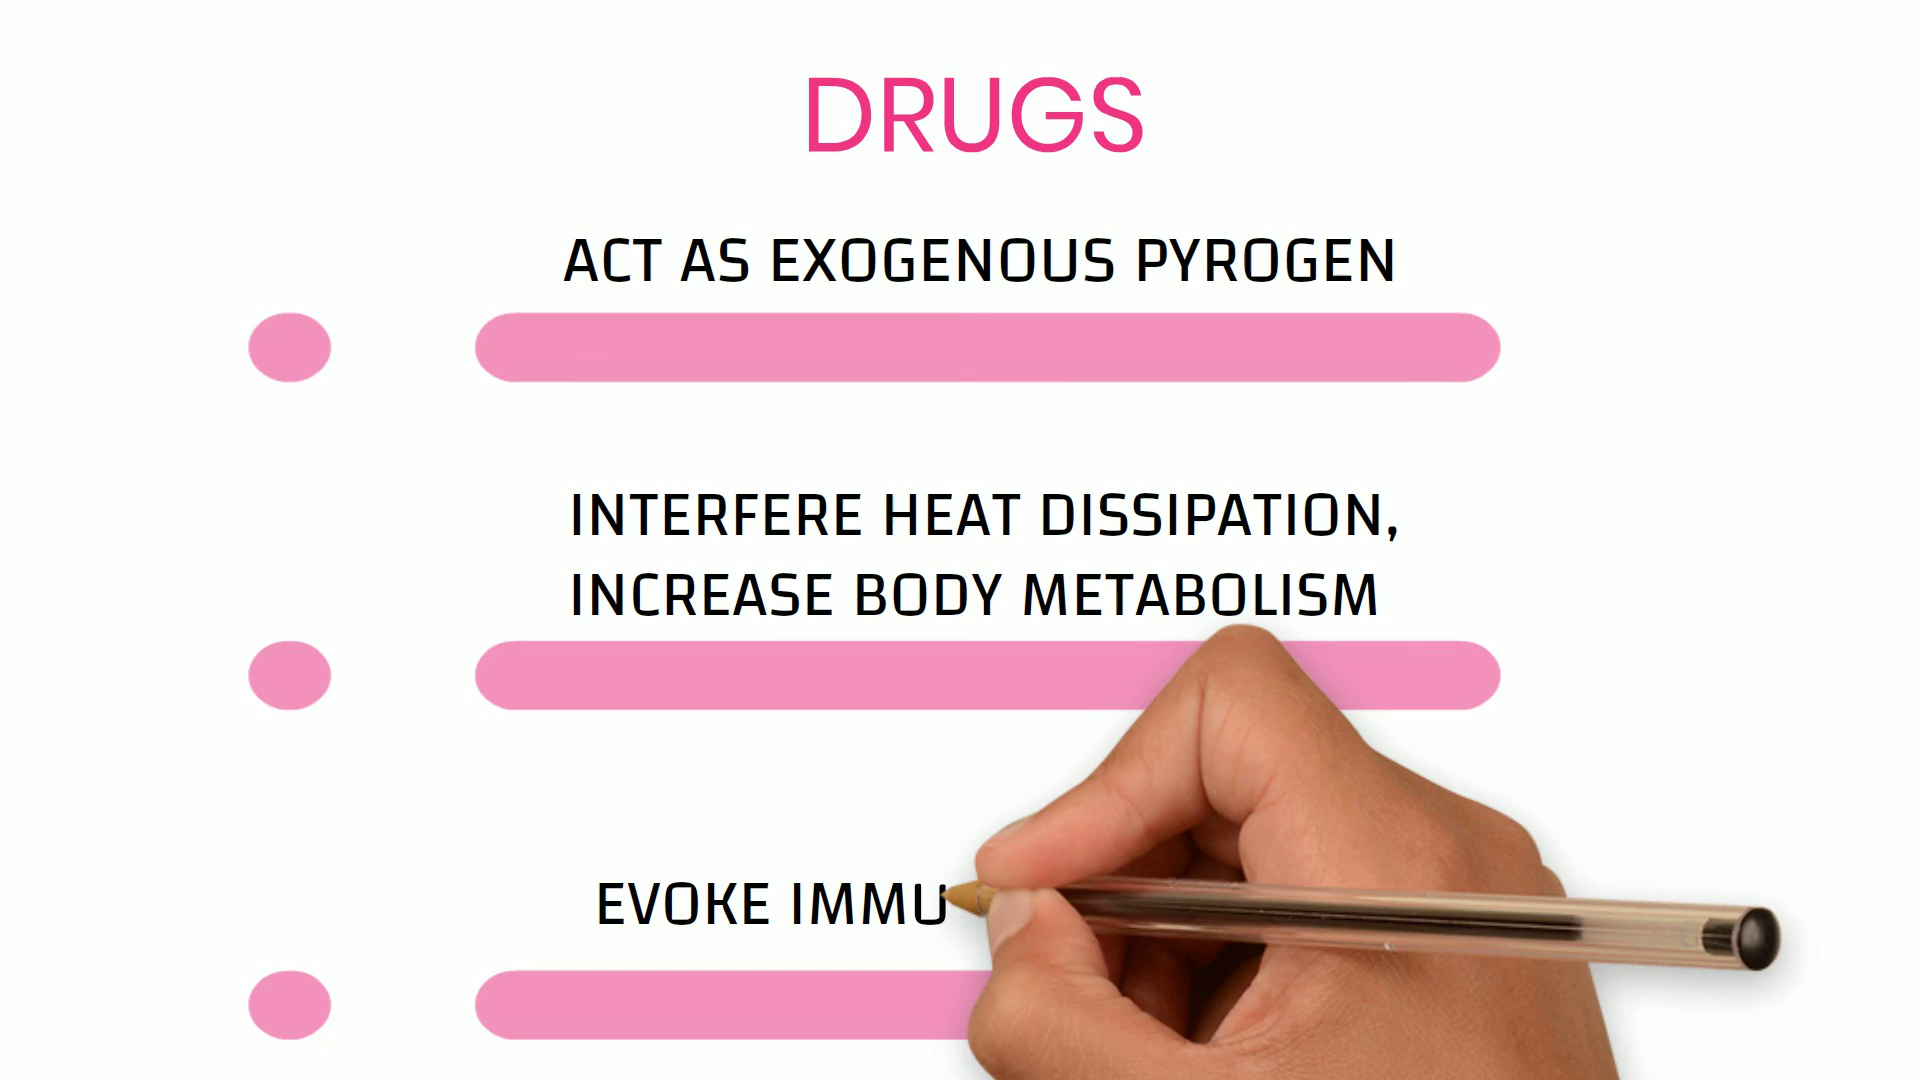 DRUGS
ACT AS EXOGENOUS PYROGEN
INTERFERE HEAT DISSIPATION,
INCREASE BODY METABOLISM
EVOKE IMMU